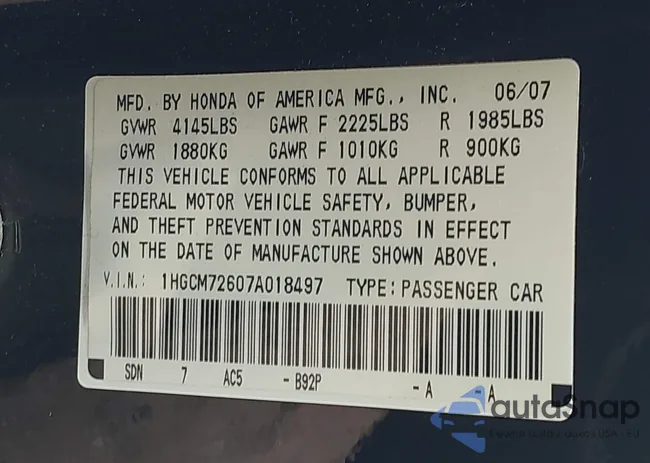 MFD. BY HONDA OF AMERICA MFG., INC. 06/07
GVWR 4145LBS GAWR F 2225LBS R 1985LBS
GVWR 1880KG GAWR F 1010KG R 900KG
THIS VEHICLE CONFORMS TO ALL APPLICABLE
FEDERAL MOTOR VEHICLE SAFETY, BUMPER,
AND THEFT PREVENTION STANDARDS IN EFFECT
ON THE DATE OF MANUFACTURE SHOWN ABOVE.
V.I.N.: 1HGCM72607A018497 TYPE:PASSENGER CAR
SDN 7 AC5 -B92P -A -A
autoSnap